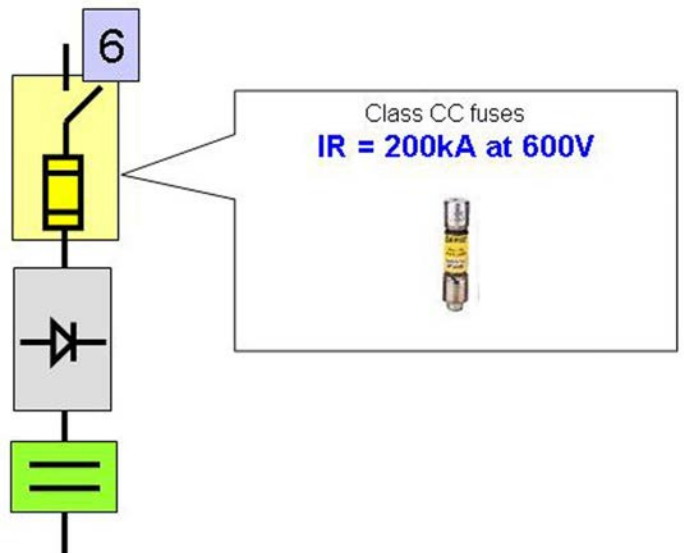 6
Class CC fuses
IR = 200kA at 600V